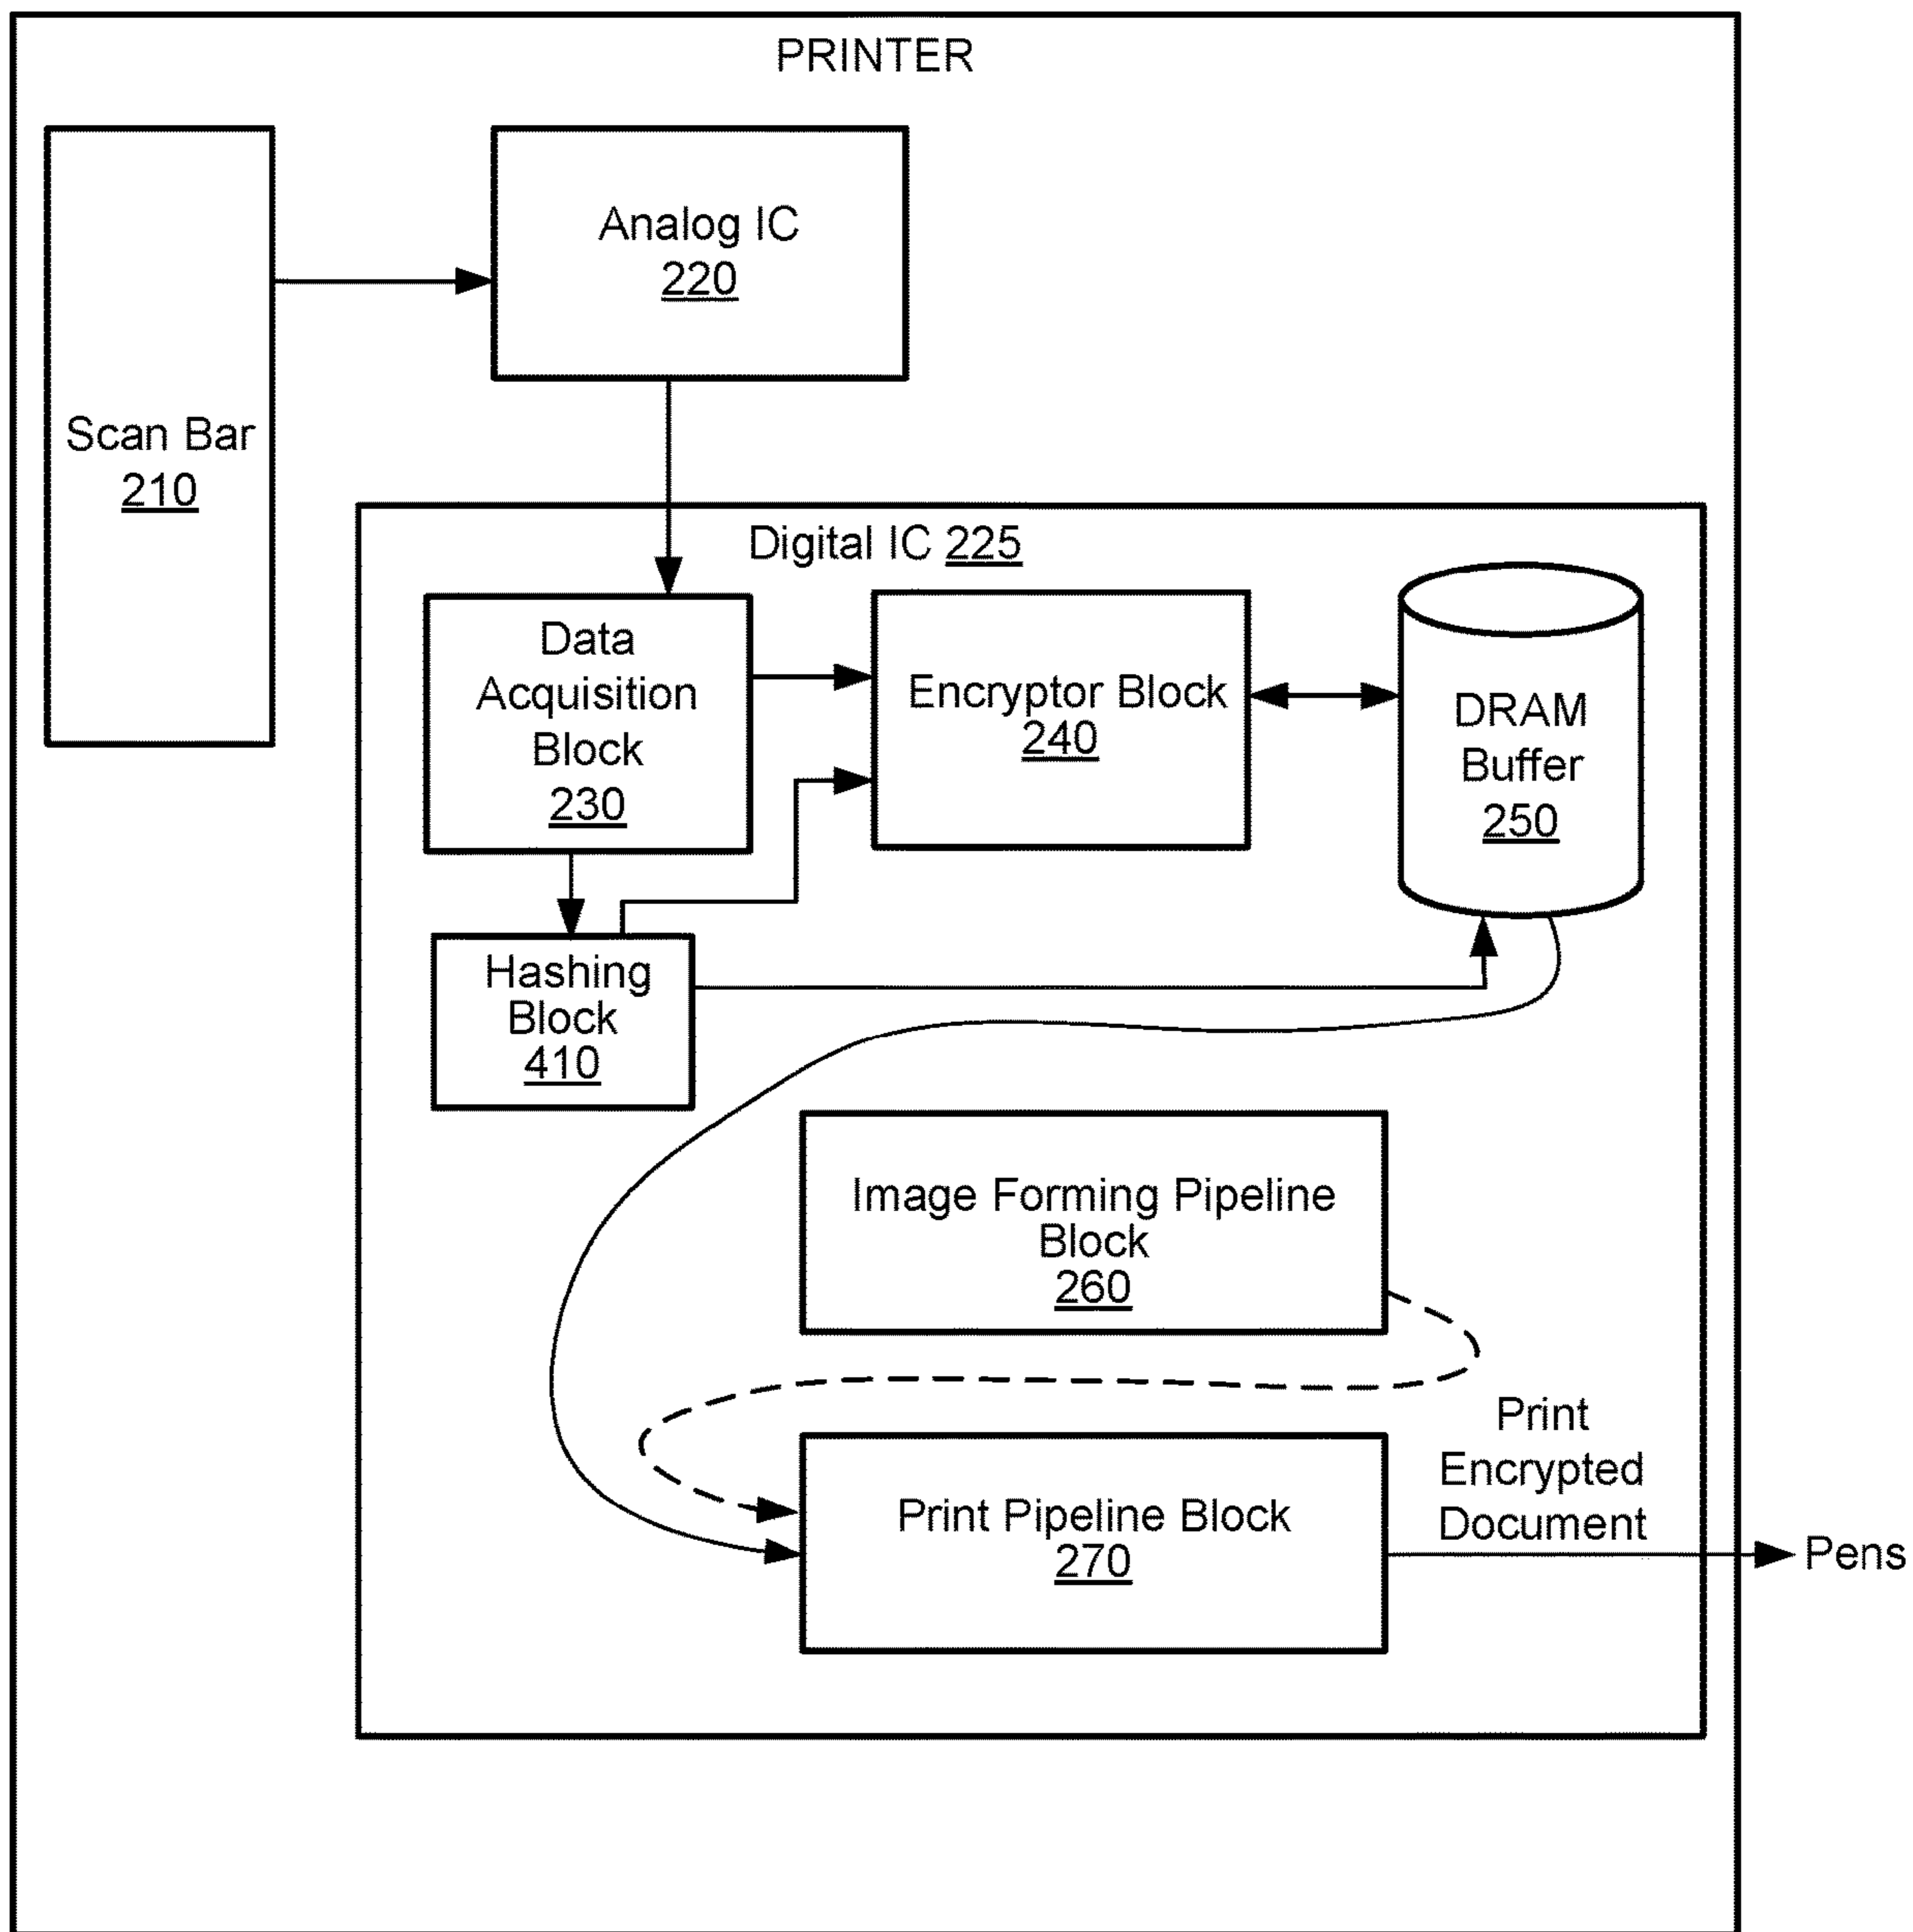 PRINTER
Scan Bar
210
Analog IC
220
Digital IC 225
Data
Acquisition
Block
230
Encryptor Block
240
DRAM
Buffer
250
Hashing
Block
410
Image Forming Pipeline
Block
260
Print Pipeline Block
270
Print
Encrypted
Document
Pens